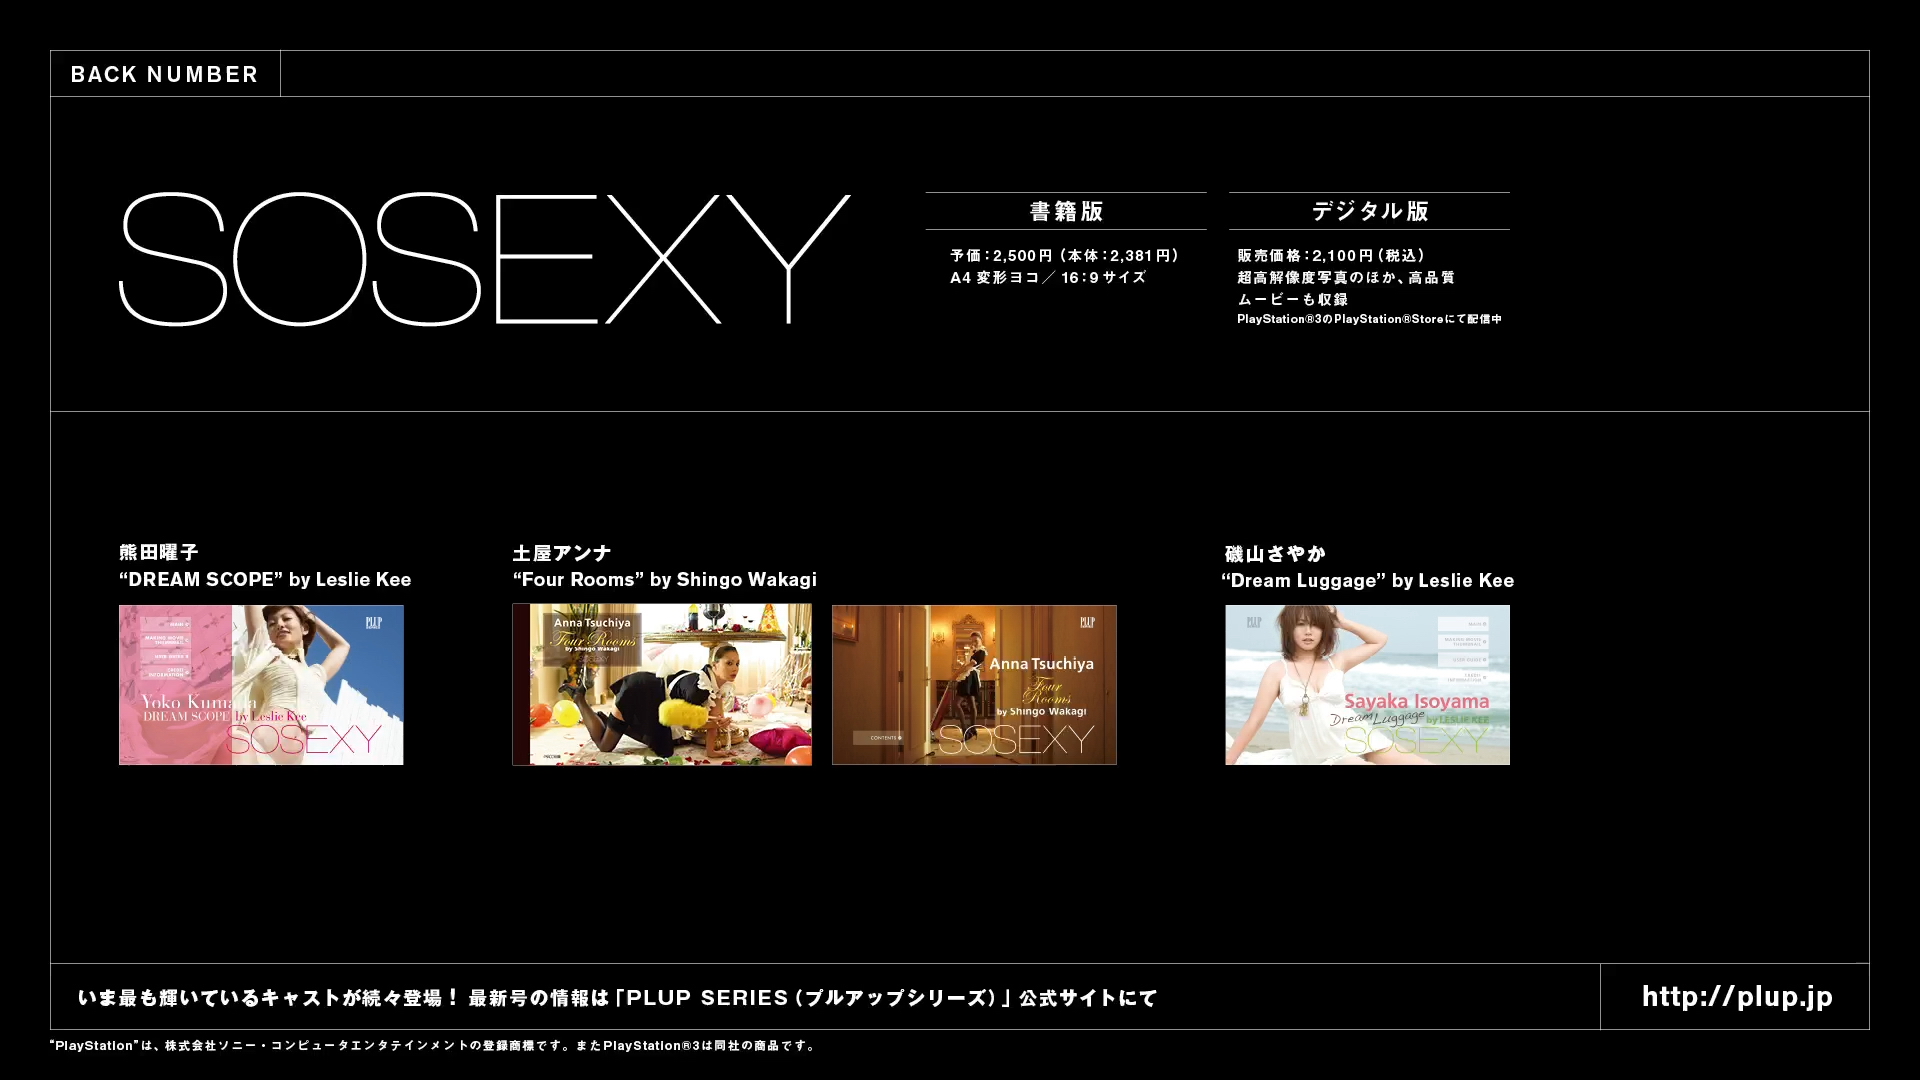 BACK NUMBER
SOSEXY
書籍版
予価：2,500円（本体：2,381円）
A4 変形ヨコ／ 16：9サイズ
デジタル版
販売価格：2,100円（税込）
超高解像度写真のほか、高品質
ムービーも収録
PlayStation®3のPlayStation®Storeにて配信中
熊田曜子
“DREAM SCOPE” by Leslie Kee
PLUP
Yoko Kumada
DREAM SCOPE by Leslie Kee
SOSEXY
土屋アンナ
“Four Rooms” by Shingo Wakagi
Anna Tsuchiya
Four Rooms
by Shingo Wakagi
SOSEXY
PLUP
Anna Tsuchiya
Four
Rooms
by Shingo Wakagi
CONTENTS
SOSEXY
磯山さやか
“Dream Luggage” by Leslie Kee
PLUP
MAIN
Sayaka Isoyama
Dream Luggage by LESLIE KEE
SOSEXY
いま最も輝いているキャストが続々登場！ 最新号の情報は「PLUP SERIES（プルアップシリーズ）」公式サイトにて
http://plup.jp
“PlayStation”は、株式会社ソニー・コンピュータエンタテインメントの登録商標です。またPlayStation®3は同社の商品です。